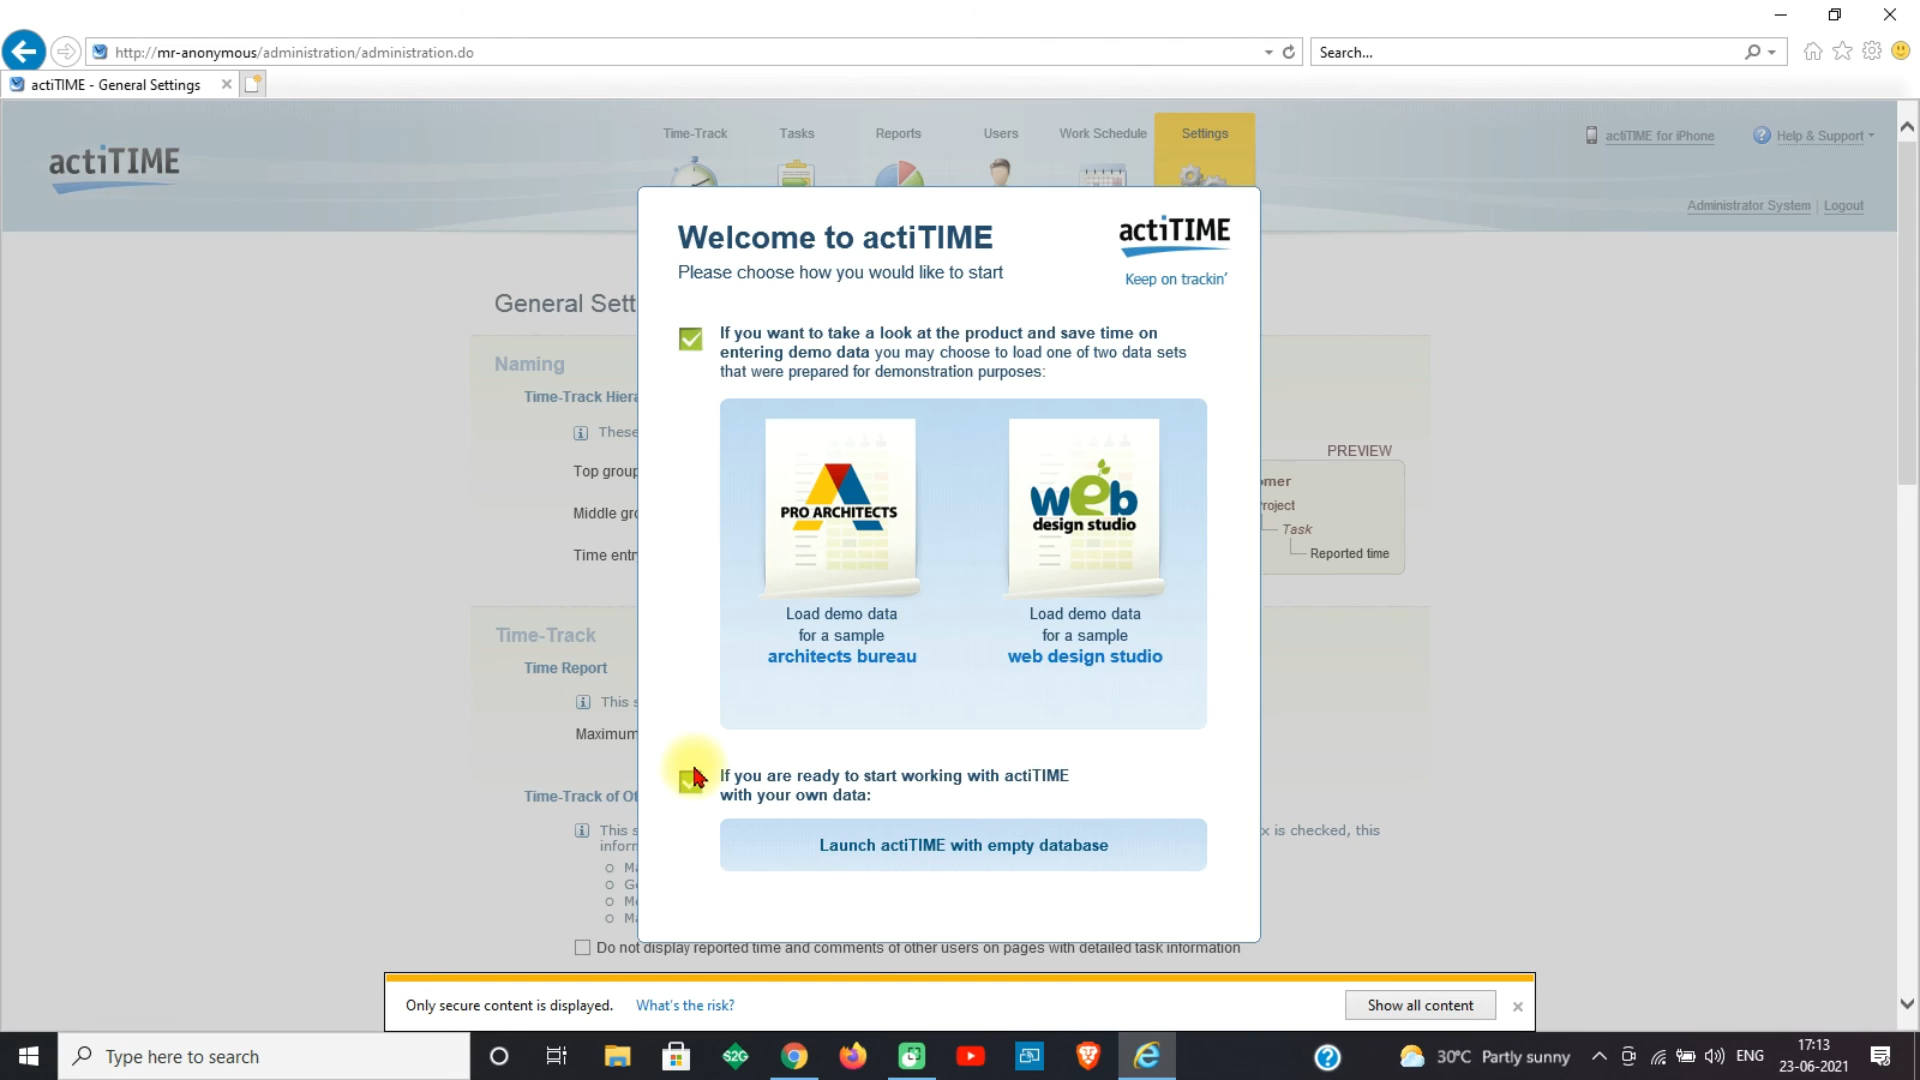 http://mr-anonymous/administration/administration.do
Search...
actiTIME - General Settings
actiTIME
Time-Track
Tasks
Reports
Users
Work Schedule
Settings
actiTIME for iPhone
Help & Support
Administrator System | Logout
General Sett
Naming
Time-Track Hiera
These
Top group
Middle gro
Time entr
PREVIEW
omer
roject
Task
Reported time
Time-Track
Time Report
This s
Maximum
Time-Track of Ot
This s
x is checked, this
inforn
Ma
Ge
Mo
Ma
Do not display reported time and comments of other users on pages with detailed task information
Welcome to actiTIME
Please choose how you would like to start
actiTIME
Keep on trackin'
If you want to take a look at the product and save time on
entering demo data you may choose to load one of two data sets
that were prepared for demonstration purposes:
PRO ARCHITECTS
web
design studio
Load demo data
for a sample
architects bureau
Load demo data
for a sample
web design studio
If you are ready to start working with actiTIME
with your own data:
Launch actiTIME with empty database
Only secure content is displayed.
What's the risk?
Show all content
Type here to search
S2G
30°C Partly sunny
ENG
17:13
23-06-2021